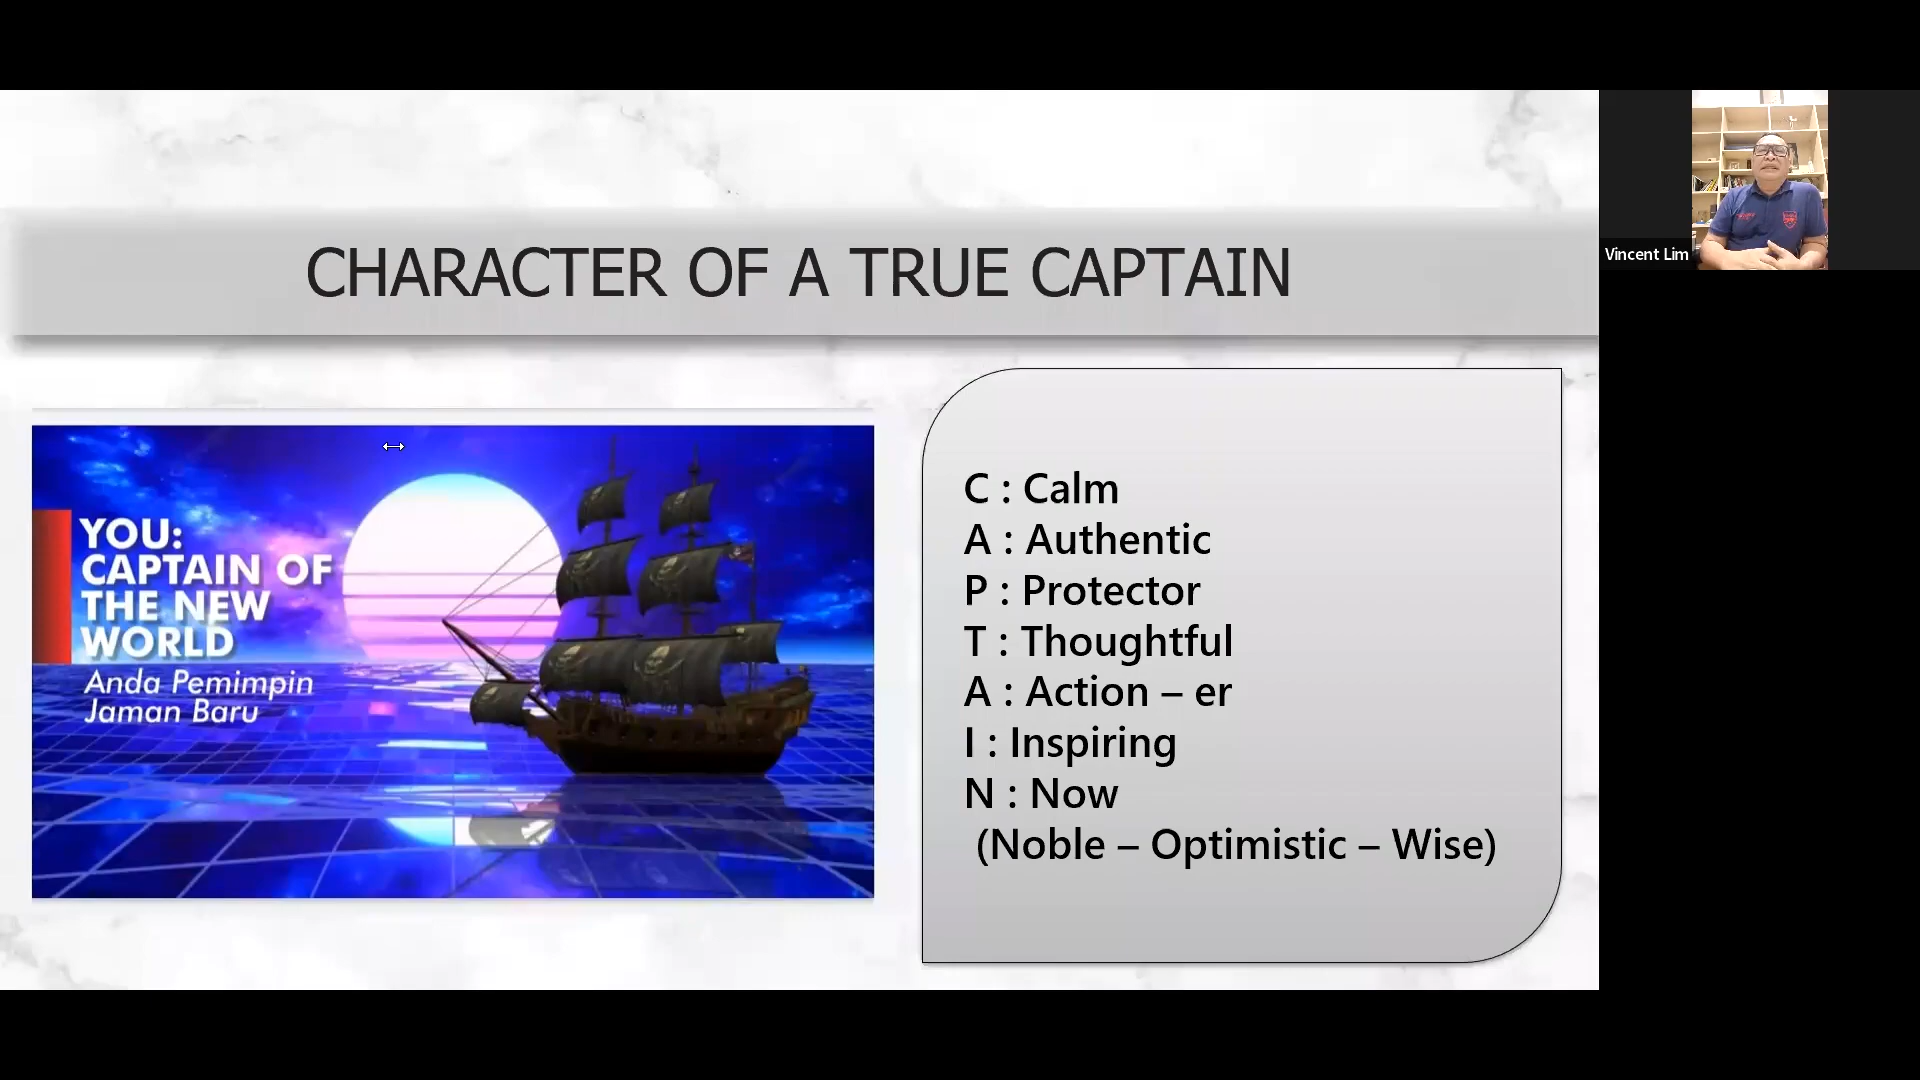 CHARACTER OF A TRUE CAPTAIN
YOU:
CAPTAIN OF
THE NEW
WORLD
Anda Pemimpin
Jaman Baru
C : Calm
A : Authentic
P : Protector
T : Thoughtful
A : Action – er
I : Inspiring
N : Now
(Noble – Optimistic – Wise)
Vincent Lim